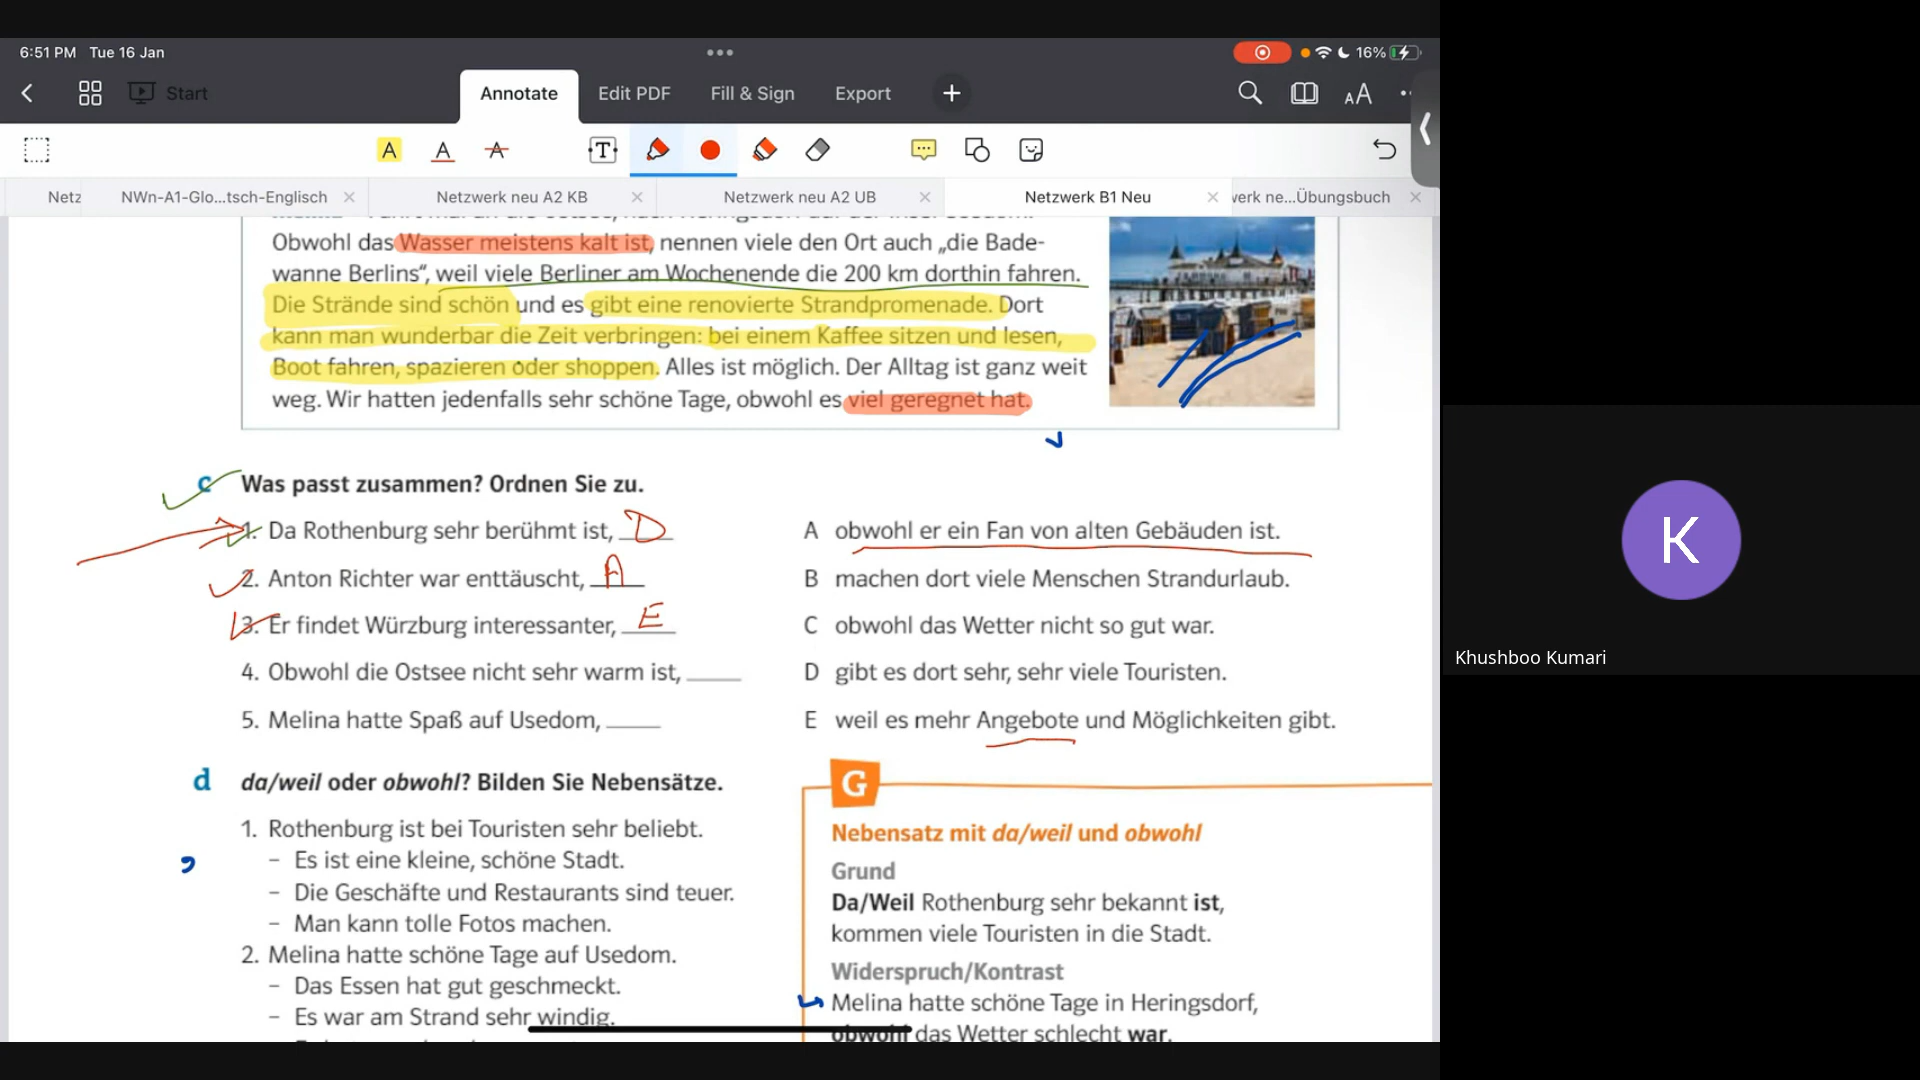 6:51 PM Tue 16 Jan
16%
Start
Annotate
Edit PDF
Fill & Sign
Export
Netz
NWn-A1-Glo...tsch-Englisch
Netzwerk neu A2 KB
Netzwerk neu A2 UB
Netzwerk B1 Neu
verk ne...Übungsbuch
Obwohl das Wasser meistens kalt ist, nennen viele den Ort auch „die Bade-
wanne Berlins“, weil viele Berliner am Wochenende die 200 km dorthin fahren.
Die Strände sind schön und es gibt eine renovierte Strandpromenade. Dort
kann man wunderbar die Zeit verbringen: bei einem Kaffee sitzen und lesen,
Boot fahren, spazieren oder shoppen. Alles ist möglich. Der Alltag ist ganz weit
weg. Wir hatten jedenfalls sehr schöne Tage, obwohl es viel geregnet hat.
c Was passt zusammen? Ordnen Sie zu.
1. Da Rothenburg sehr berühmt ist, D
2. Anton Richter war enttäuscht, A
3. Er findet Würzburg interessanter, E
4. Obwohl die Ostsee nicht sehr warm ist,
5. Melina hatte Spaß auf Usedom,
A obwohl er ein Fan von alten Gebäuden ist.
B machen dort viele Menschen Strandurlaub.
C obwohl das Wetter nicht so gut war.
D gibt es dort sehr, sehr viele Touristen.
E weil es mehr Angebote und Möglichkeiten gibt.
d da/weil oder obwohl? Bilden Sie Nebensätze.
1. Rothenburg ist bei Touristen sehr beliebt.
– Es ist eine kleine, schöne Stadt.
– Die Geschäfte und Restaurants sind teuer.
– Man kann tolle Fotos machen.
2. Melina hatte schöne Tage auf Usedom.
– Das Essen hat gut geschmeckt.
– Es war am Strand sehr windig.
G
Nebensatz mit da/weil und obwohl
Grund
Da/Weil Rothenburg sehr bekannt ist,
kommen viele Touristen in die Stadt.
Widerspruch/Kontrast
Melina hatte schöne Tage in Heringsdorf,
obwohl das Wetter schlecht war.
K
Khushboo Kumari